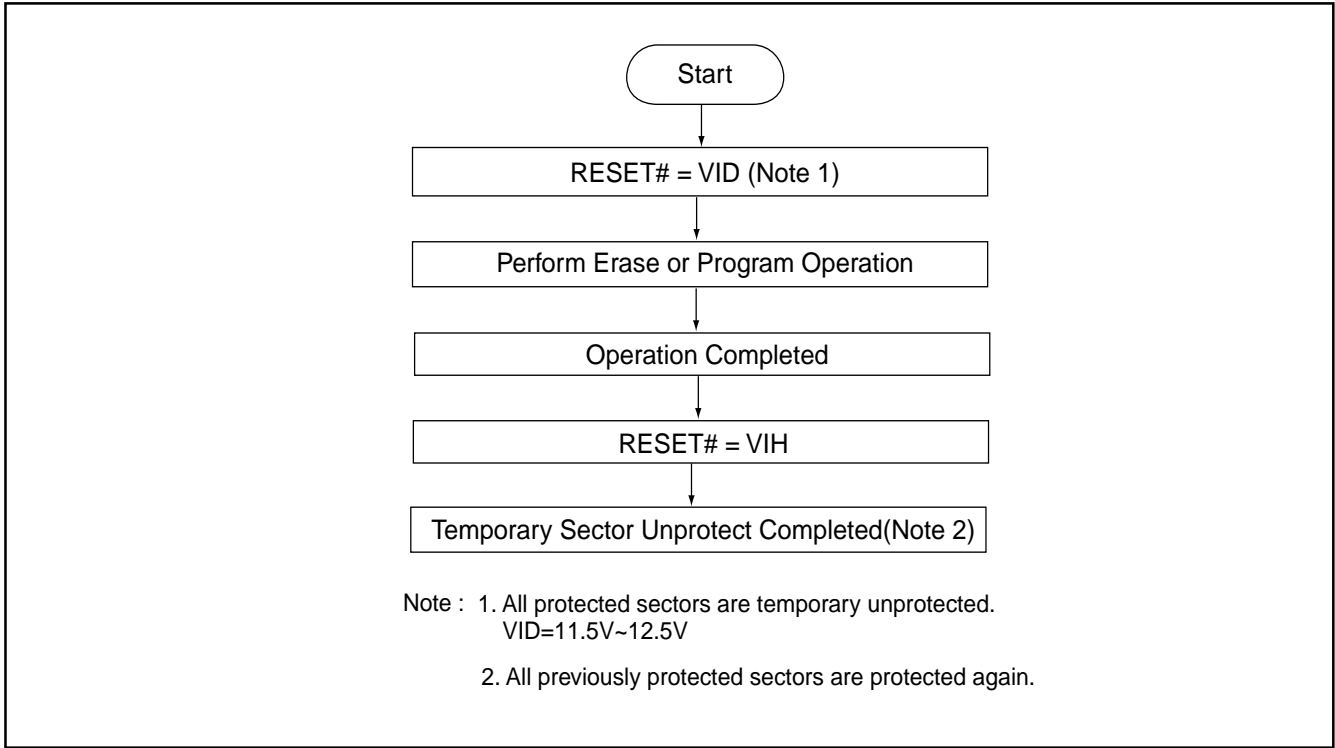 Start
RESET# = VID (Note 1)
Perform Erase or Program Operation
Operation Completed
RESET# = VIH
Temporary Sector Unprotect Completed(Note 2)
Note : 1. All protected sectors are temporary unprotected.
VID=11.5V~12.5V
2. All previously protected sectors are protected again.